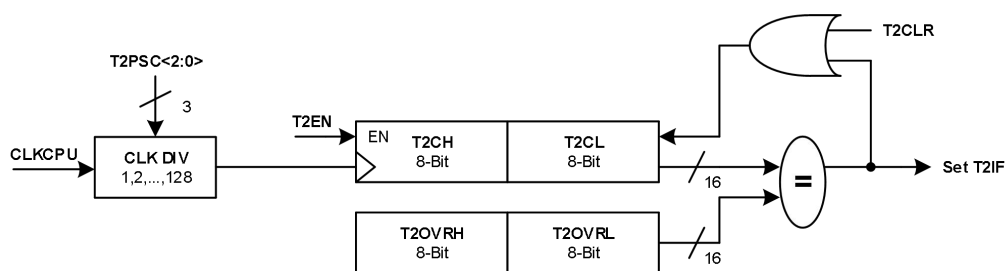 T2CLR
T2PSC<2:0>
3
T2EN
EN
T2CH
8-Bit
T2CL
8-Bit
CLKCPU
CLK DIV
1,2,...,128
16
=
Set T2IF
T2OVRH
8-Bit
T2OVRL
8-Bit
16